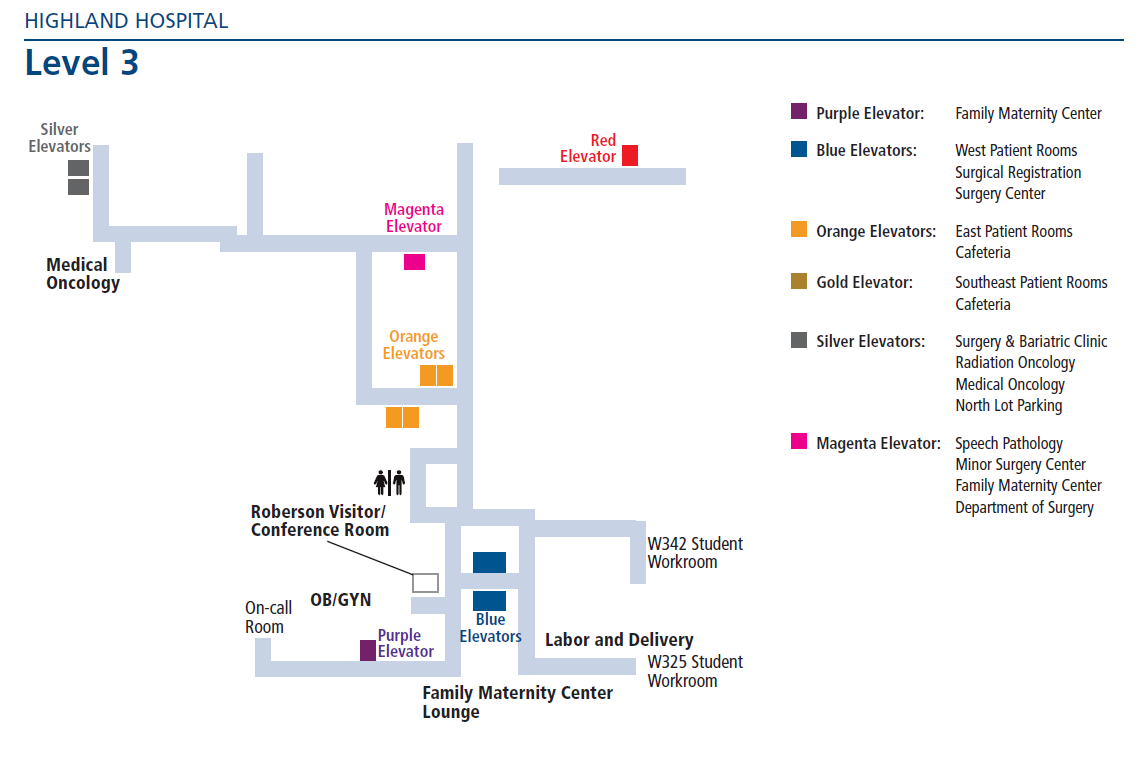 HIGHLAND HOSPITAL
Level 3
Silver
Elevators
Red
Elevator
Magenta
Elevator
Medical
Oncology
Orange
Elevators
Roberson Visitor/
Conference Room
W342 Student
Workroom
OB/GYN
On-call
Room
Blue
Elevators
Purple
Elevator
Labor and Delivery
W325 Student
Workroom
Family Maternity Center
Lounge
Purple Elevator: Family Maternity Center
Blue Elevators: West Patient Rooms
Surgical Registration
Surgery Center
Orange Elevators: East Patient Rooms
Cafeteria
Gold Elevator: Southeast Patient Rooms
Cafeteria
Silver Elevators: Surgery & Bariatric Clinic
Radiation Oncology
Medical Oncology
North Lot Parking
Magenta Elevator: Speech Pathology
Minor Surgery Center
Family Maternity Center
Department of Surgery